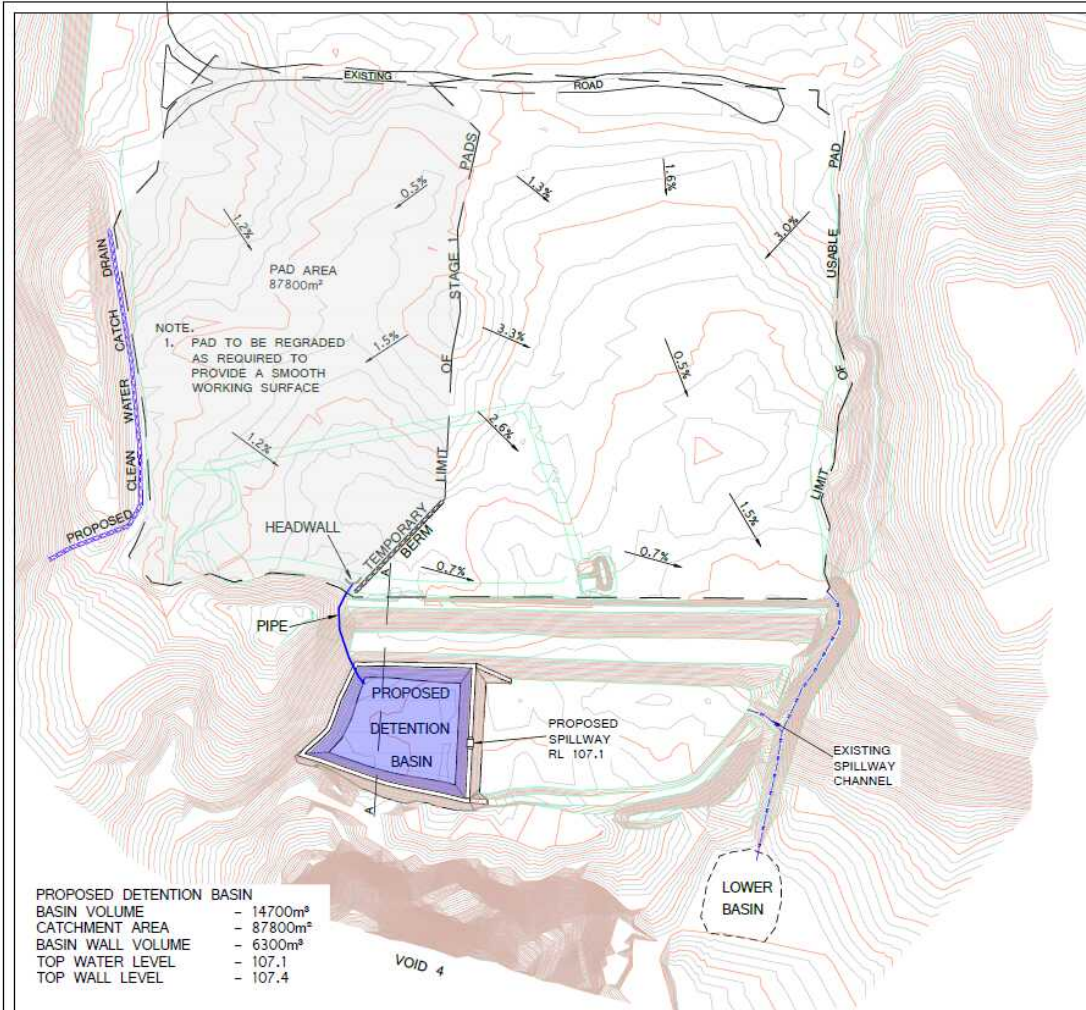 EXISTING
ROAD
PADS
1.3%
1.6%
PAD
0.5%
1.2%
3.0%
USABLE
DRAIN
PAD AREA
87800m²
STAGE 1
CATCH
NOTE.
1. PAD TO BE REGRADED
AS REQUIRED TO
PROVIDE A SMOOTH
WORKING SURFACE
1.5%
3.3%
0.5%
OF
OF
WATER
2.6%
1.2%
CLEAN
LIMIT
LIMIT
1.5%
PROPOSED
HEADWALL
TEMPORARY
BERM
A
0.7%
0.7%
PIPE
PROPOSED
DETENTION
BASIN
PROPOSED
SPILLWAY
RL 107.1
EXISTING
SPILLWAY
CHANNEL
A
LOWER
BASIN
PROPOSED DETENTION BASIN
BASIN VOLUME - 14700m³
CATCHMENT AREA - 87800m²
BASIN WALL VOLUME - 6300m³
TOP WATER LEVEL - 107.1
TOP WALL LEVEL - 107.4
VOID 4